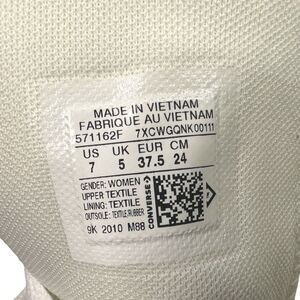 MADE IN VIETNAM
FABRIQUE AU VIETNAM
571162F 7XCWGQNK00111
US UK EUR CM
7 5 37.5 24
GENDER: WOMEN
UPPER: TEXTILE
LINING: TEXTILE
OUTSOLE: TEXTILE/RUBBER
CONVERSE
9K 2010 M88